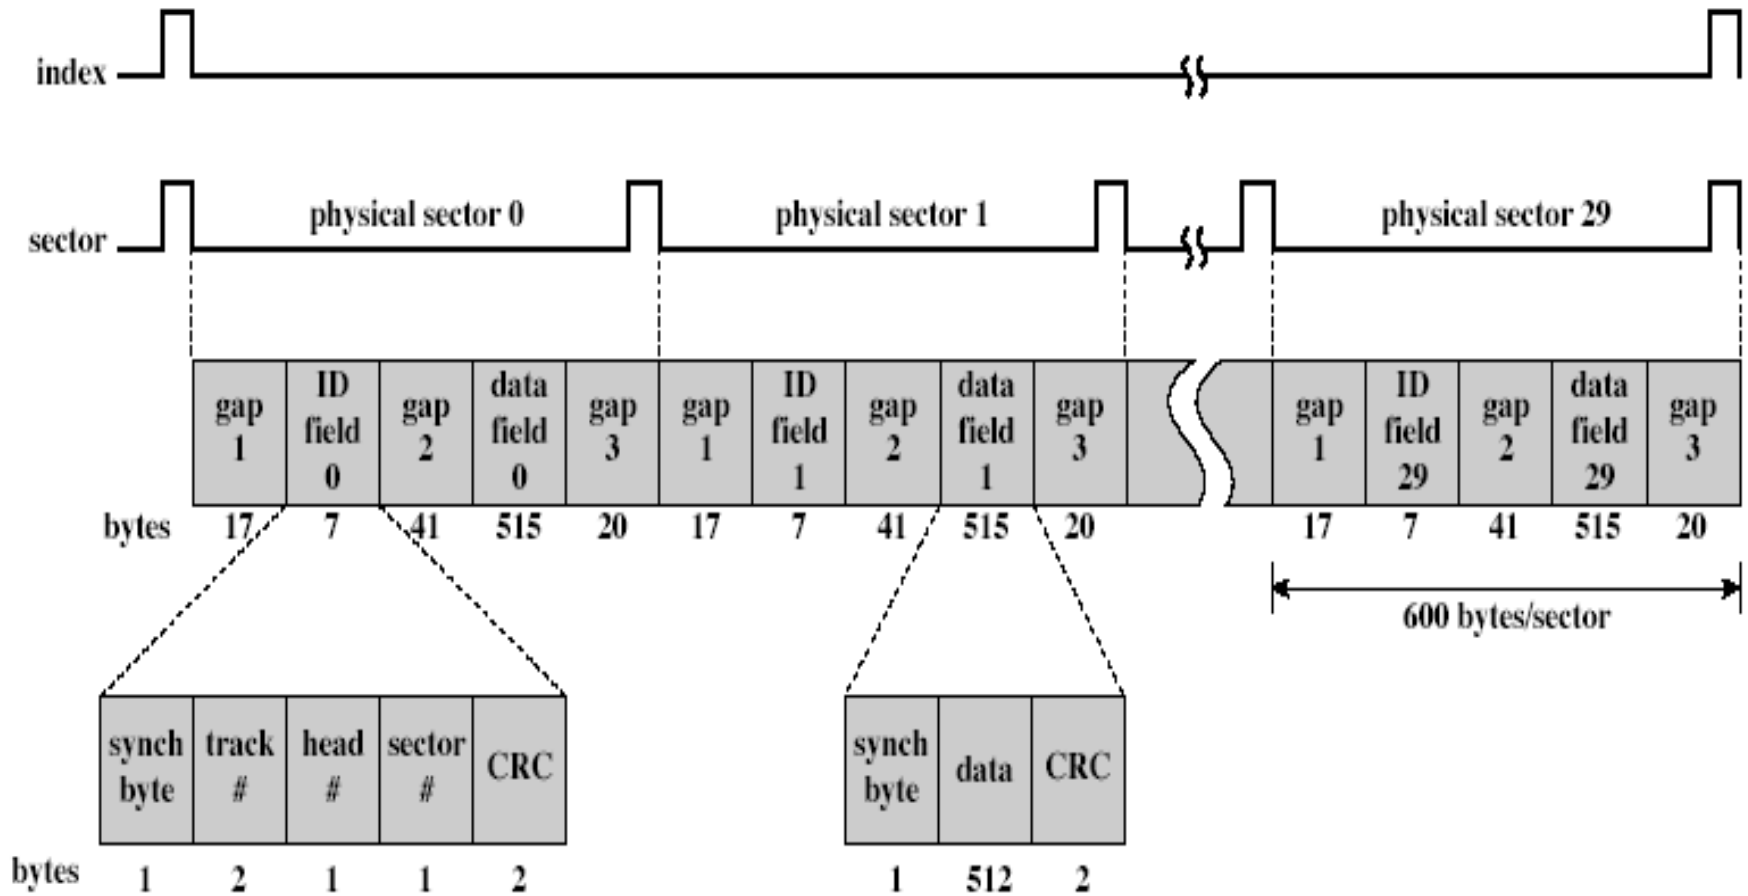 index
sector
physical sector 0
physical sector 1
physical sector 29
gap 1
ID field 0
gap 2
data field 0
gap 3
gap 1
ID field 1
gap 2
data field 1
gap 3
gap 1
ID field 29
gap 2
data field 29
gap 3
bytes 17 7 41 515 20 17 7 41 515 20 17 7 41 515 20
600 bytes/sector
synch byte
track #
head #
sector #
CRC
synch byte
data
CRC
bytes 1 2 1 1 2 1 512 2